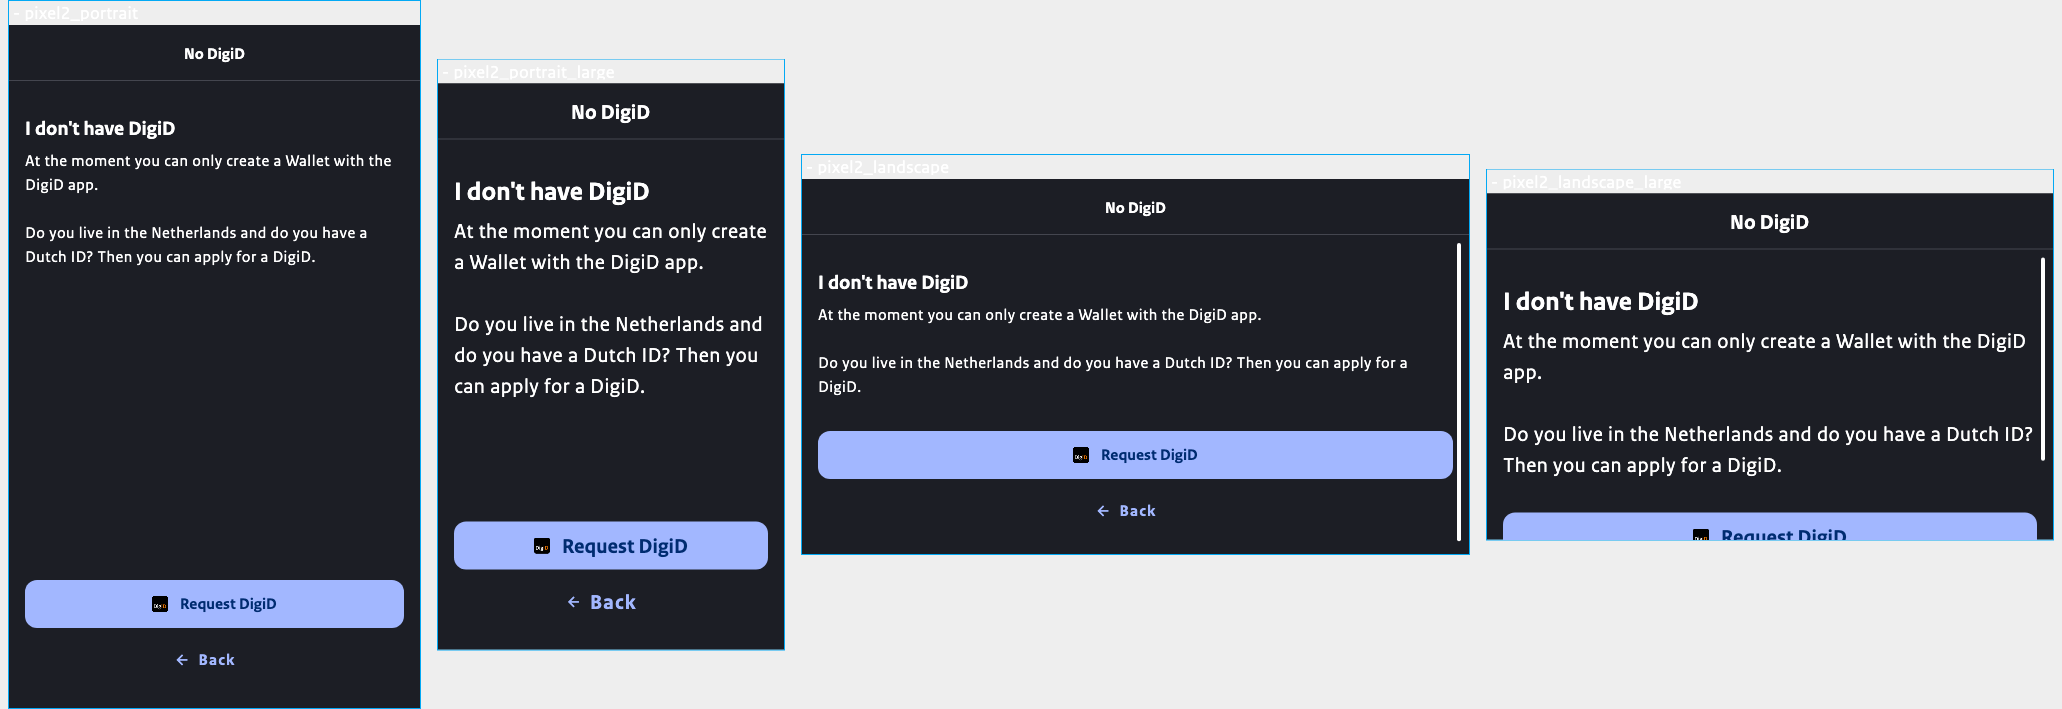 - pixel2_portrait
No DigiD
I don't have DigiD
At the moment you can only create a Wallet with the
DigiD app.
Do you live in the Netherlands and do you have a
Dutch ID? Then you can apply for a DigiD.
DigiD
Request DigiD
← Back
- pixel2_portrait_large
No DigiD
I don't have DigiD
At the moment you can only create
a Wallet with the DigiD app.
Do you live in the Netherlands and
do you have a Dutch ID? Then you
can apply for a DigiD.
DigiD
Request DigiD
← Back
- pixel2_landscape
No DigiD
I don't have DigiD
At the moment you can only create a Wallet with the DigiD app.
Do you live in the Netherlands and do you have a Dutch ID? Then you can apply for a
DigiD.
DigiD
Request DigiD
← Back
- pixel2_landscape_large
No DigiD
I don't have DigiD
At the moment you can only create a Wallet with the DigiD
app.
Do you live in the Netherlands and do you have a Dutch ID?
Then you can apply for a DigiD.
Request DigiD